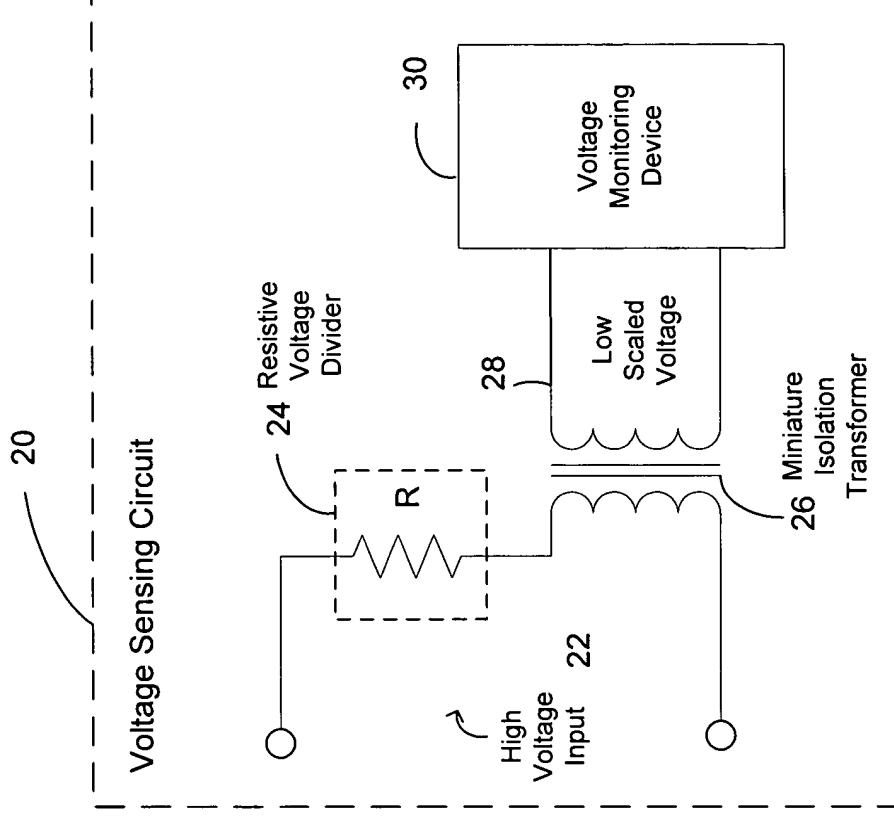 20
Voltage Sensing Circuit
24
Resistive
Voltage
Divider
R
High
Voltage
Input
22
28
Low
Scaled
Voltage
30
Voltage
Monitoring
Device
26
Miniature
Isolation
Transformer